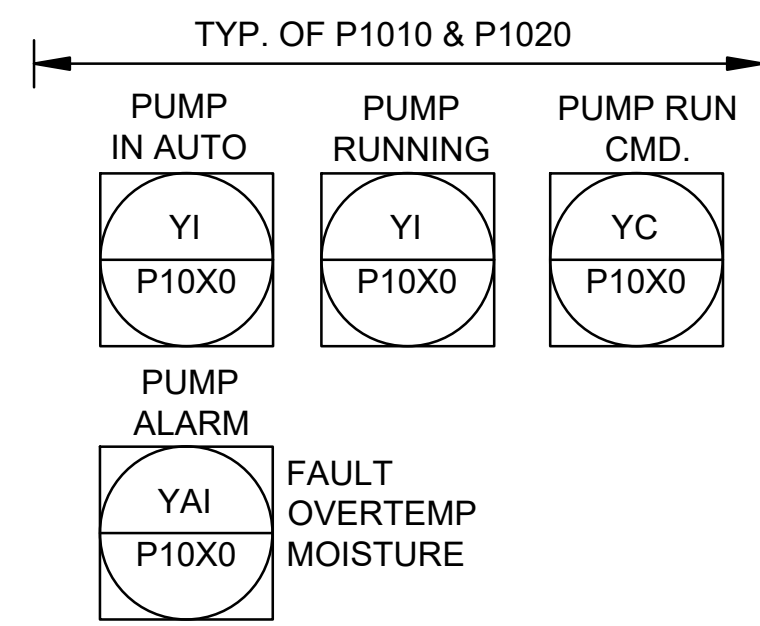 TYP. OF P1010 & P1020
PUMP
IN AUTO
YI
P10X0
PUMP
RUNNING
YI
P10X0
PUMP RUN
CMD.
YC
P10X0
PUMP
ALARM
YAI
P10X0
FAULT
OVERTEMP
MOISTURE